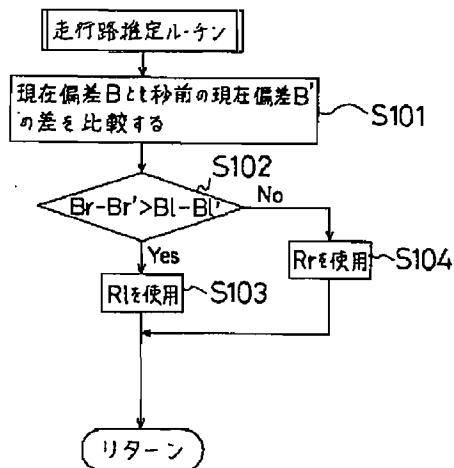 走行路推定ルーチン
現在偏差Bとt秒前の現在偏差B'
の差を比較する
S101
S102
Br-Br'>Bl-Bl'
No
Yes
Rrを使用
S104
Rlを使用
S103
リターン